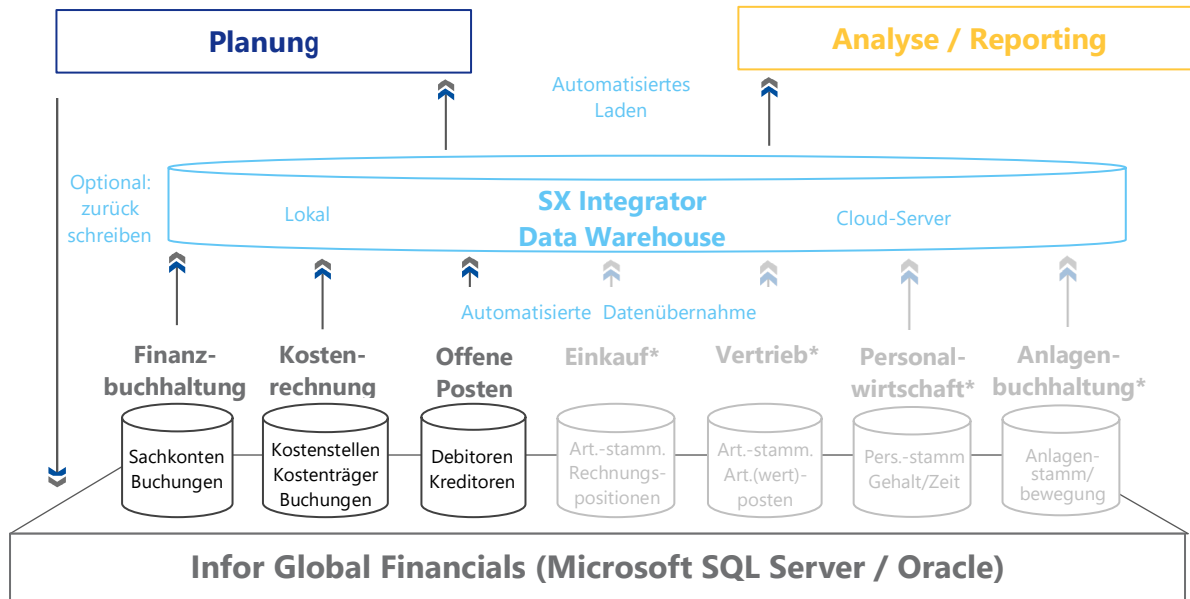 Planung
Analyse / Reporting
Automatisiertes
Laden
Optional:
zurück
schreiben
SX Integrator
Data Warehouse
Lokal
Cloud-Server
Automatisierte Datenübernahme
Finanz-
buchhaltung
Kosten-
rechnung
Offene
Posten
Einkauf*
Vertrieb*
Personal-
wirtschaft*
Anlagen-
buchhaltung*
Sachkonten
Buchungen
Kostenstellen
Kostenträger
Buchungen
Debitoren
Kreditoren
Art.-stamm.
Rechnungs-
positionen
Art.-stamm.
Art.(wert)-
posten
Pers.-stamm
Gehalt/Zeit
Anlagen-
stamm/
bewegung
Infor Global Financials (Microsoft SQL Server / Oracle)